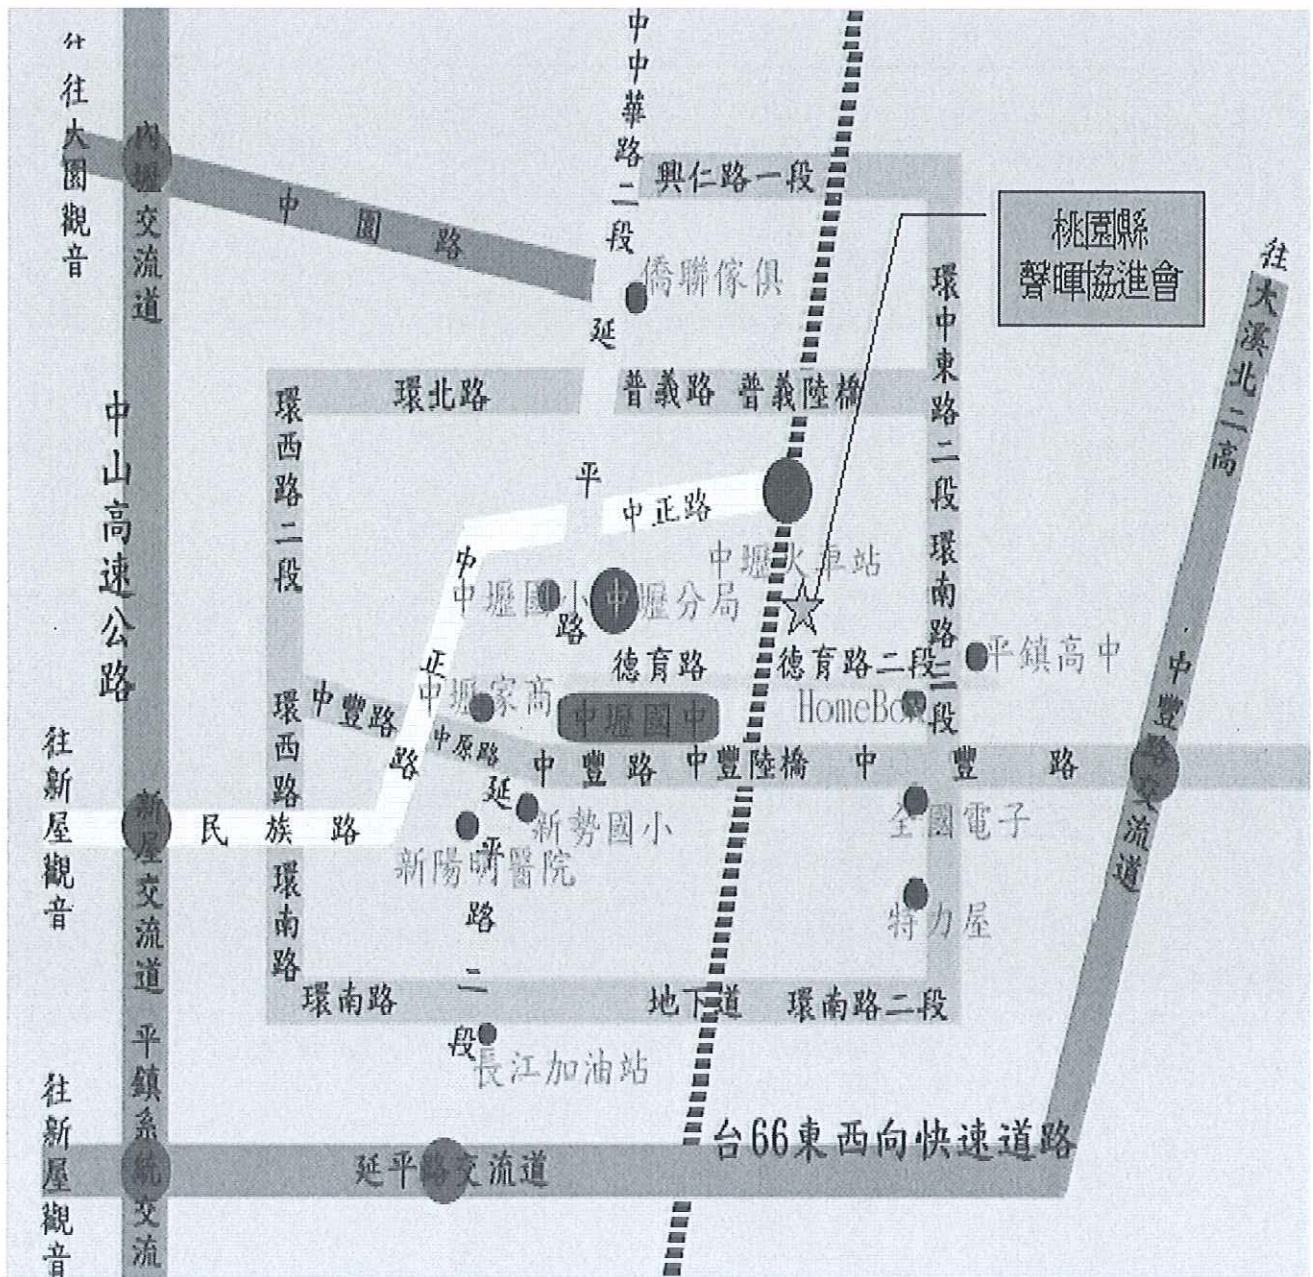 往大園觀音
內壢交流道
中園路
中中華路二段
興仁路一段
桃園縣
聲暉協進會
往大溪北二高
僑聯傢俱
環中東路二段
延
平
路
環北路
普義路
普義陸橋
環西路二段
中山高速公路
中正路
中
正
路
中壢火車站
中壢國小
中壢分局
環南路三段
平鎮高中
德育路
德育路二段
中壢家商
中壢國中
HomeBox
中豐路
中原路
中豐路
中豐陸橋
中豐路
中豐路交流道
環西路
往新屋觀音
新屋交流道
民族路
延平路二段
新勢國小
新陽明醫院
全國電子
特力屋
環南路
環南路
地下道
環南路二段
長江加油站
平鎮系統交流
往新屋觀音
延平路交流道
台66東西向快速道路